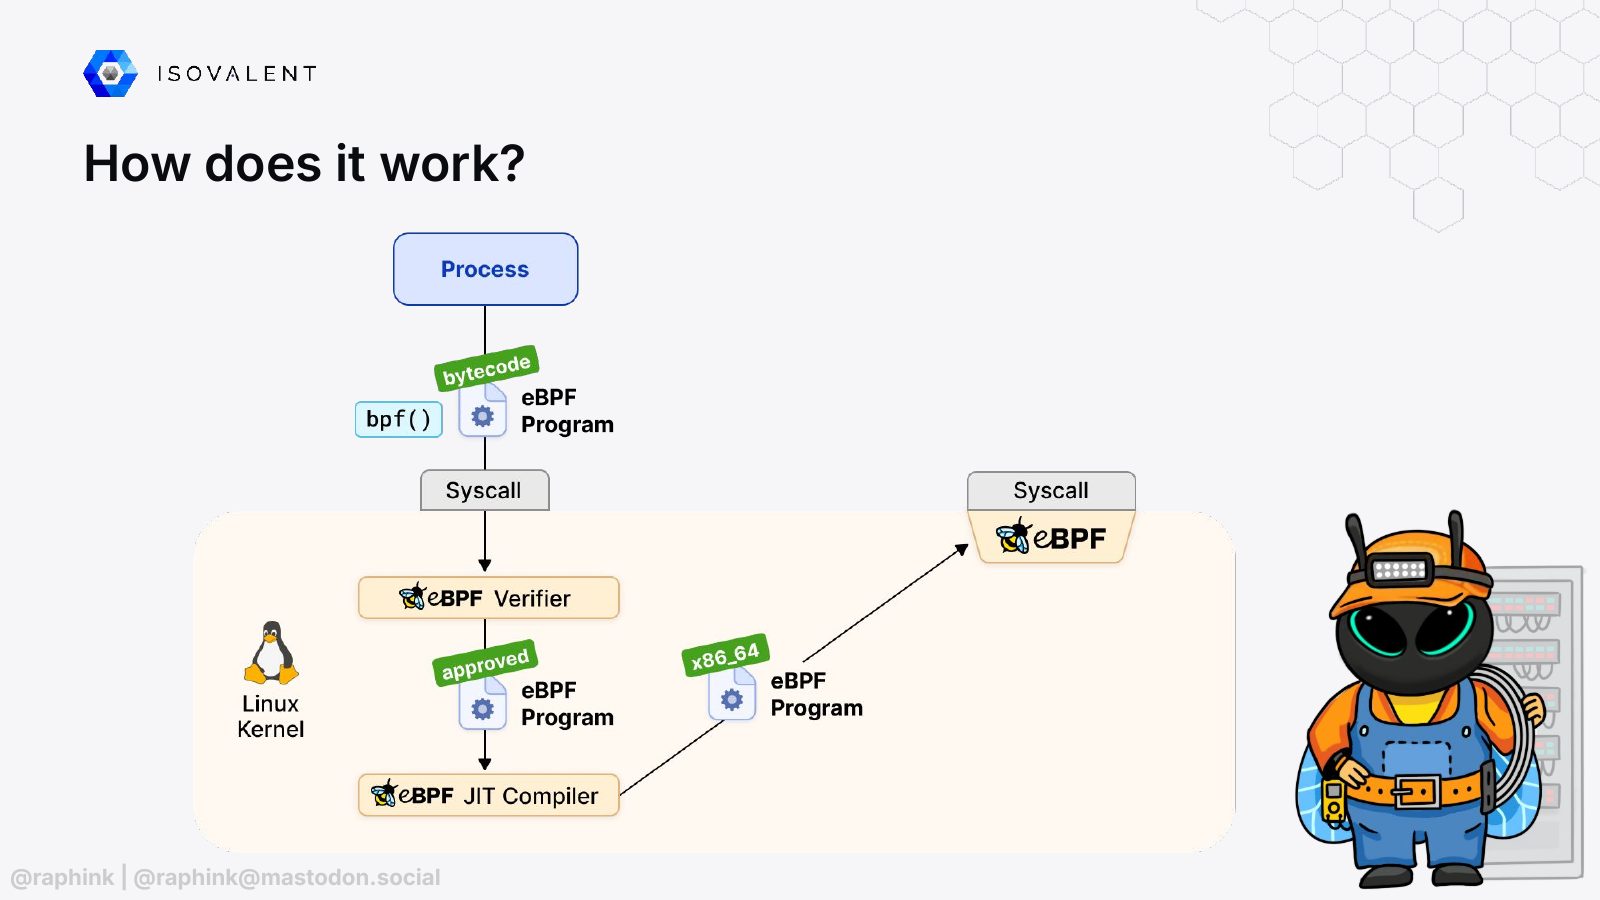 ISOVALENT
How does it work?
Process
bytecode
bpf()
eBPF
Program
Syscall
Syscall
eBPF
eBPF Verifier
approved
eBPF
Program
x86_64
eBPF
Program
Linux
Kernel
eBPF JIT Compiler
@raphink | @raphink@mastodon.social